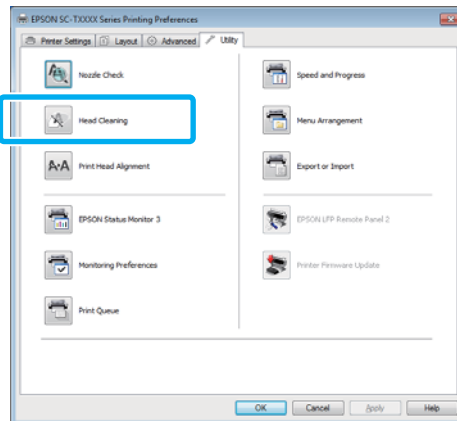 EPSON SC-TXXXX Series Printing Preferences
Printer Settings Layout Advanced Utility
Nozzle Check
Speed and Progress
Head Cleaning
Menu Arrangement
Print Head Alignment
Export or Import
EPSON Status Monitor 3
EPSON LFP Remote Panel 2
Monitoring Preferences
Printer Firmware Update
Print Queue
OK Cancel Apply Help